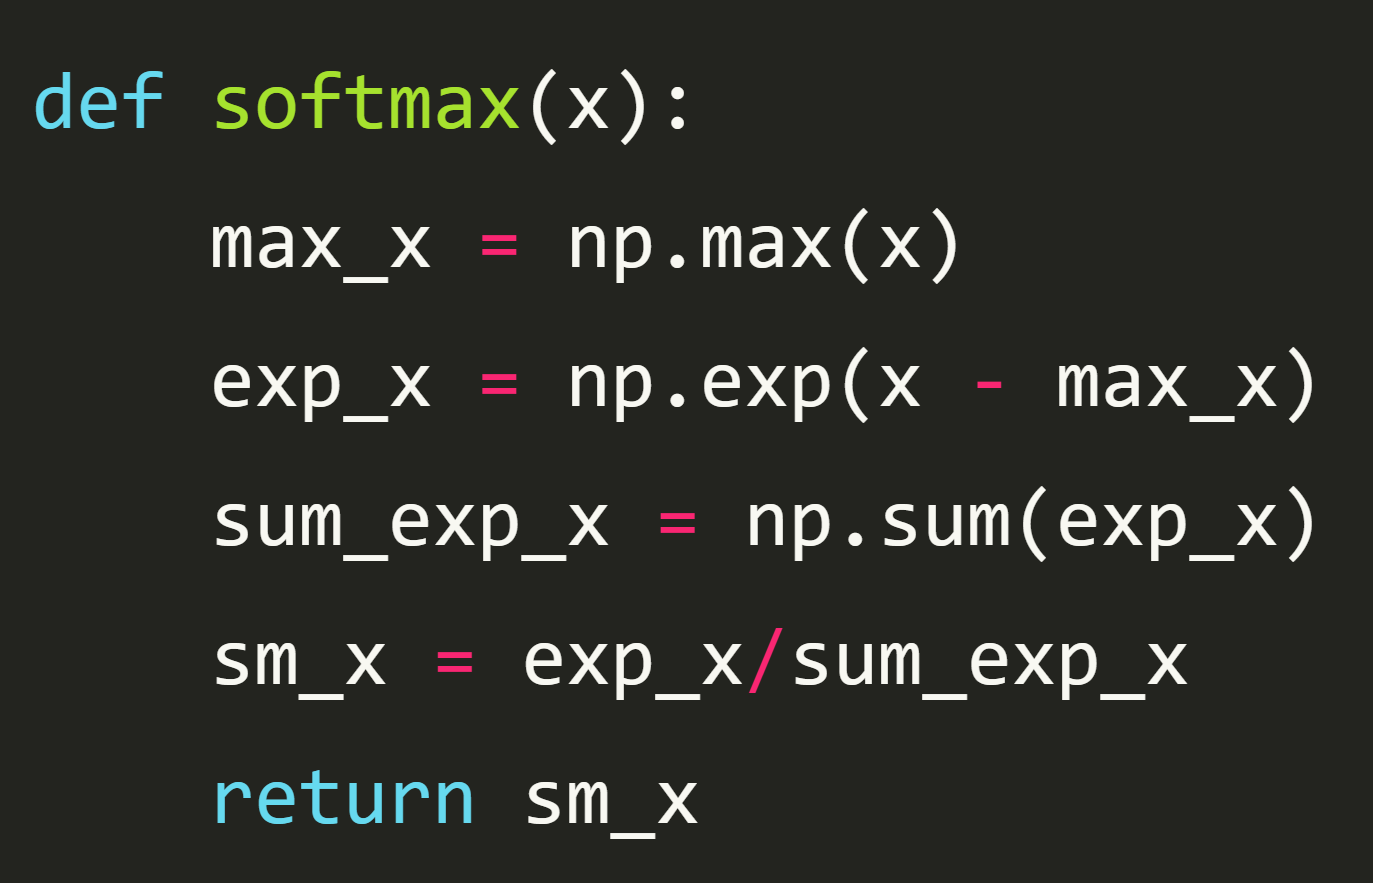 def softmax(x):
    max_x = np.max(x)
    exp_x = np.exp(x - max_x)
    sum_exp_x = np.sum(exp_x)
    sm_x = exp_x/sum_exp_x
    return sm_x